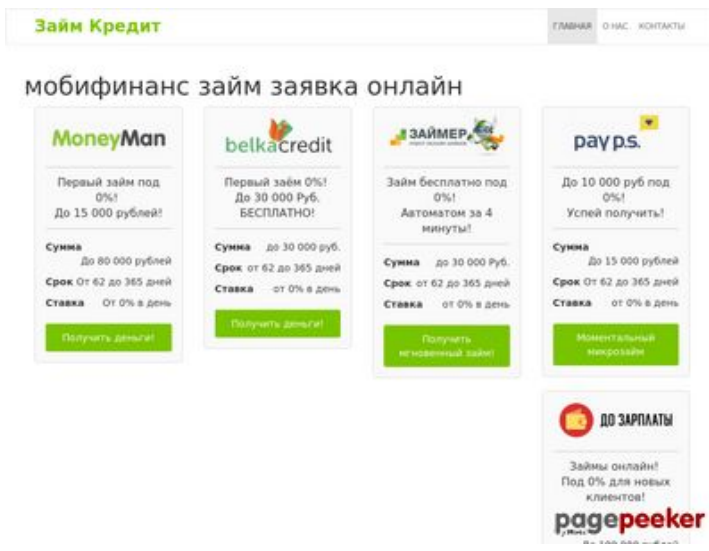 Займ Кредит
ГЛАВНАЯ О НАС КОНТАКТЫ
мобифинанс займ заявка онлайн
MoneyMan
Первый займ под
0%!
До 15 000 рублей!
Сумма
До 80 000 рублей
Срок От 62 до 365 дней
Ставка От 0% в день
Получить деньги!
belkacredit
Первый заём 0%!
До 30 000 Руб.
БЕСПЛАТНО!
Сумма до 30 000 руб.
Срок от 62 до 365 дней
Ставка от 0% в день
Получить деньги!
ЗАЙМЕР
Займ бесплатно под
0%!
Автоматом за 4
минуты!
Сумма до 30 000 Руб.
Срок от 62 до 365 дней
Ставка от 0% в день
Получить
мгновенный займ!
pay p.s.
До 10 000 руб под
0%!
Успей получить!
Сумма
До 15 000 рублей
Срок От 62 до 365 дней
Ставка от 0% в день
Моментальный
микрозайм
ДО ЗАРПЛАТЫ
Займы онлайн!
Под 0% для новых
клиентов!
pagepeeker
До 100 000 рублей